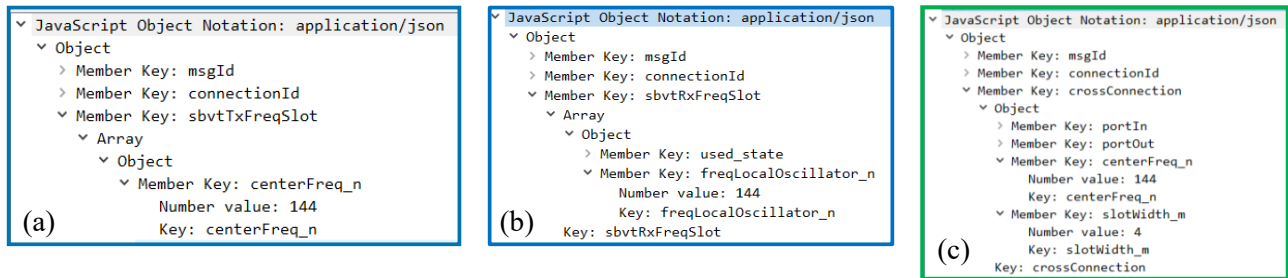 JavaScript Object Notation: application/json
Object
Member Key: msgId
Member Key: connectionId
Member Key: sbvtTxFreqSlot
Array
Object
Member Key: centerFreq_n
Number value: 144
Key: centerFreq_n
(a)
JavaScript Object Notation: application/json
Object
Member Key: msgId
Member Key: connectionId
Member Key: sbvtRxFreqSlot
Array
Object
Member Key: used_state
Member Key: freqLocalOscillator_n
Number value: 144
Key: freqLocalOscillator_n
Key: sbvtRxFreqSlot
(b)
JavaScript Object Notation: application/json
Object
Member Key: msgId
Member Key: connectionId
Member Key: crossConnection
Object
Member Key: portIn
Member Key: portOut
Member Key: centerFreq_n
Number value: 144
Key: centerFreq_n
Member Key: slotWidth_m
Number value: 4
Key: slotWidth_m
Key: crossConnection
(c)